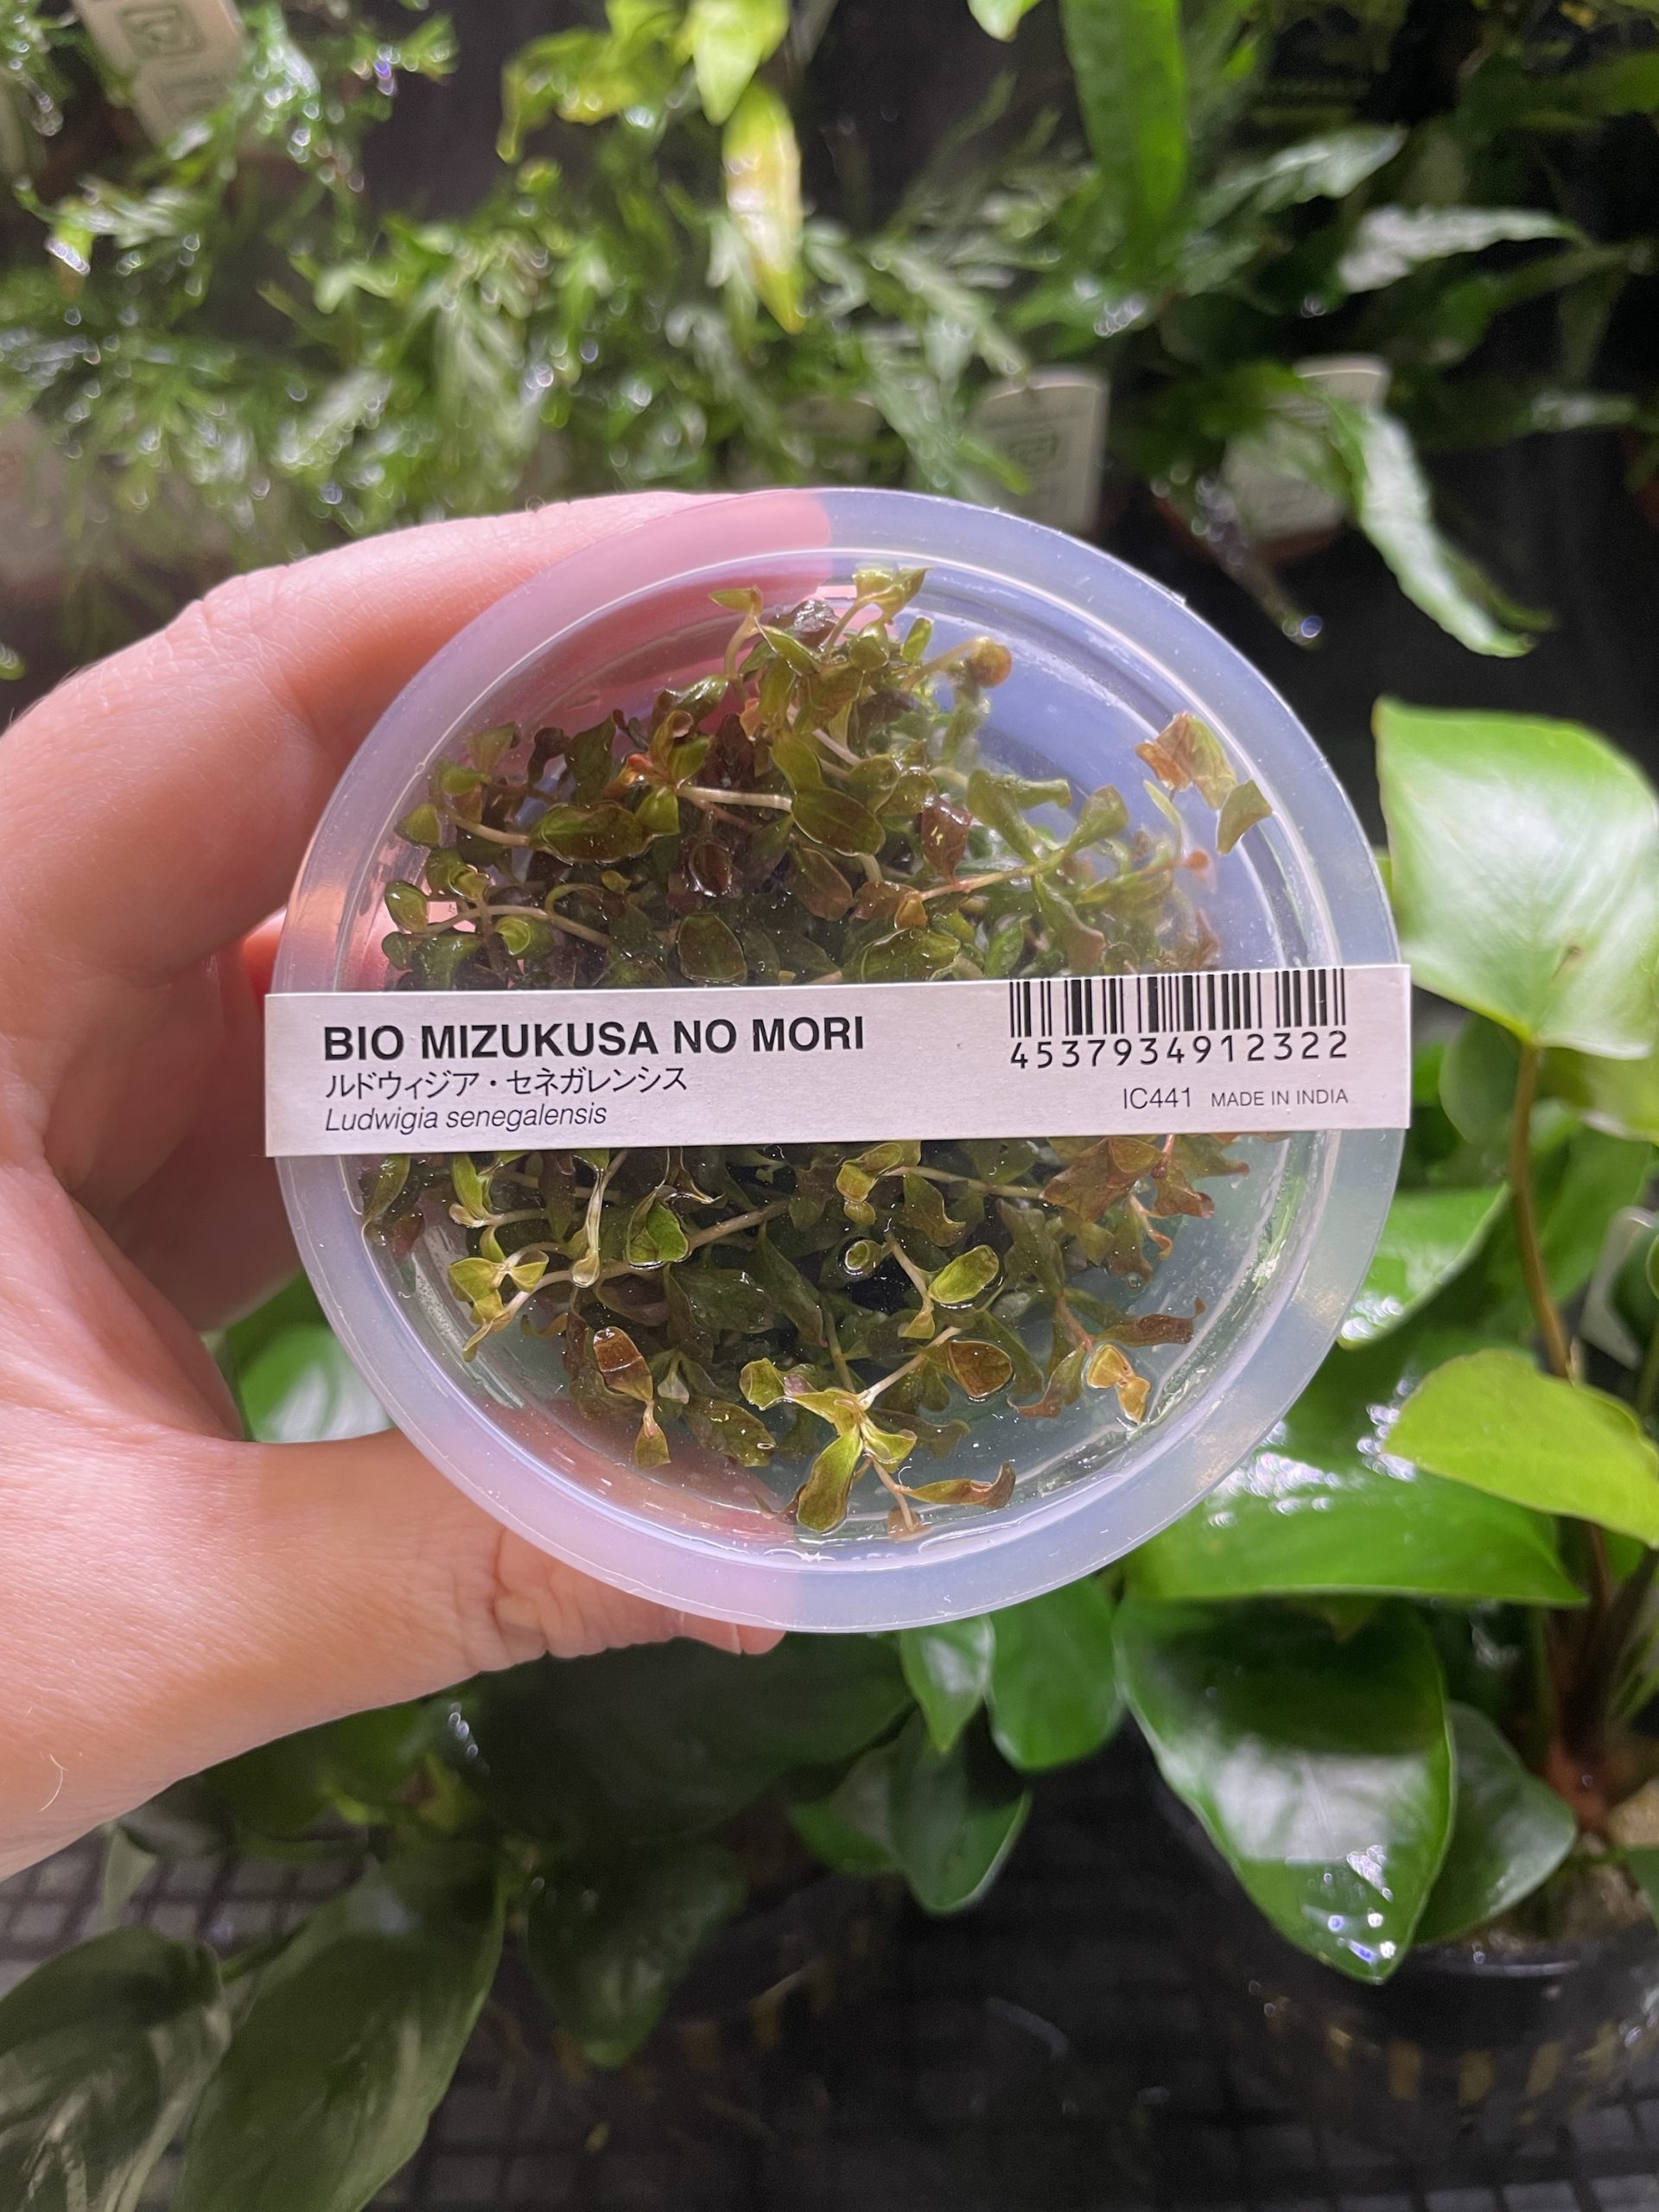 BIO MIZUKUSA NO MORI
ルドウィジア・セネガレンシス
Ludwigia senegalensis
4537934912322
IC441 MADE IN INDIA